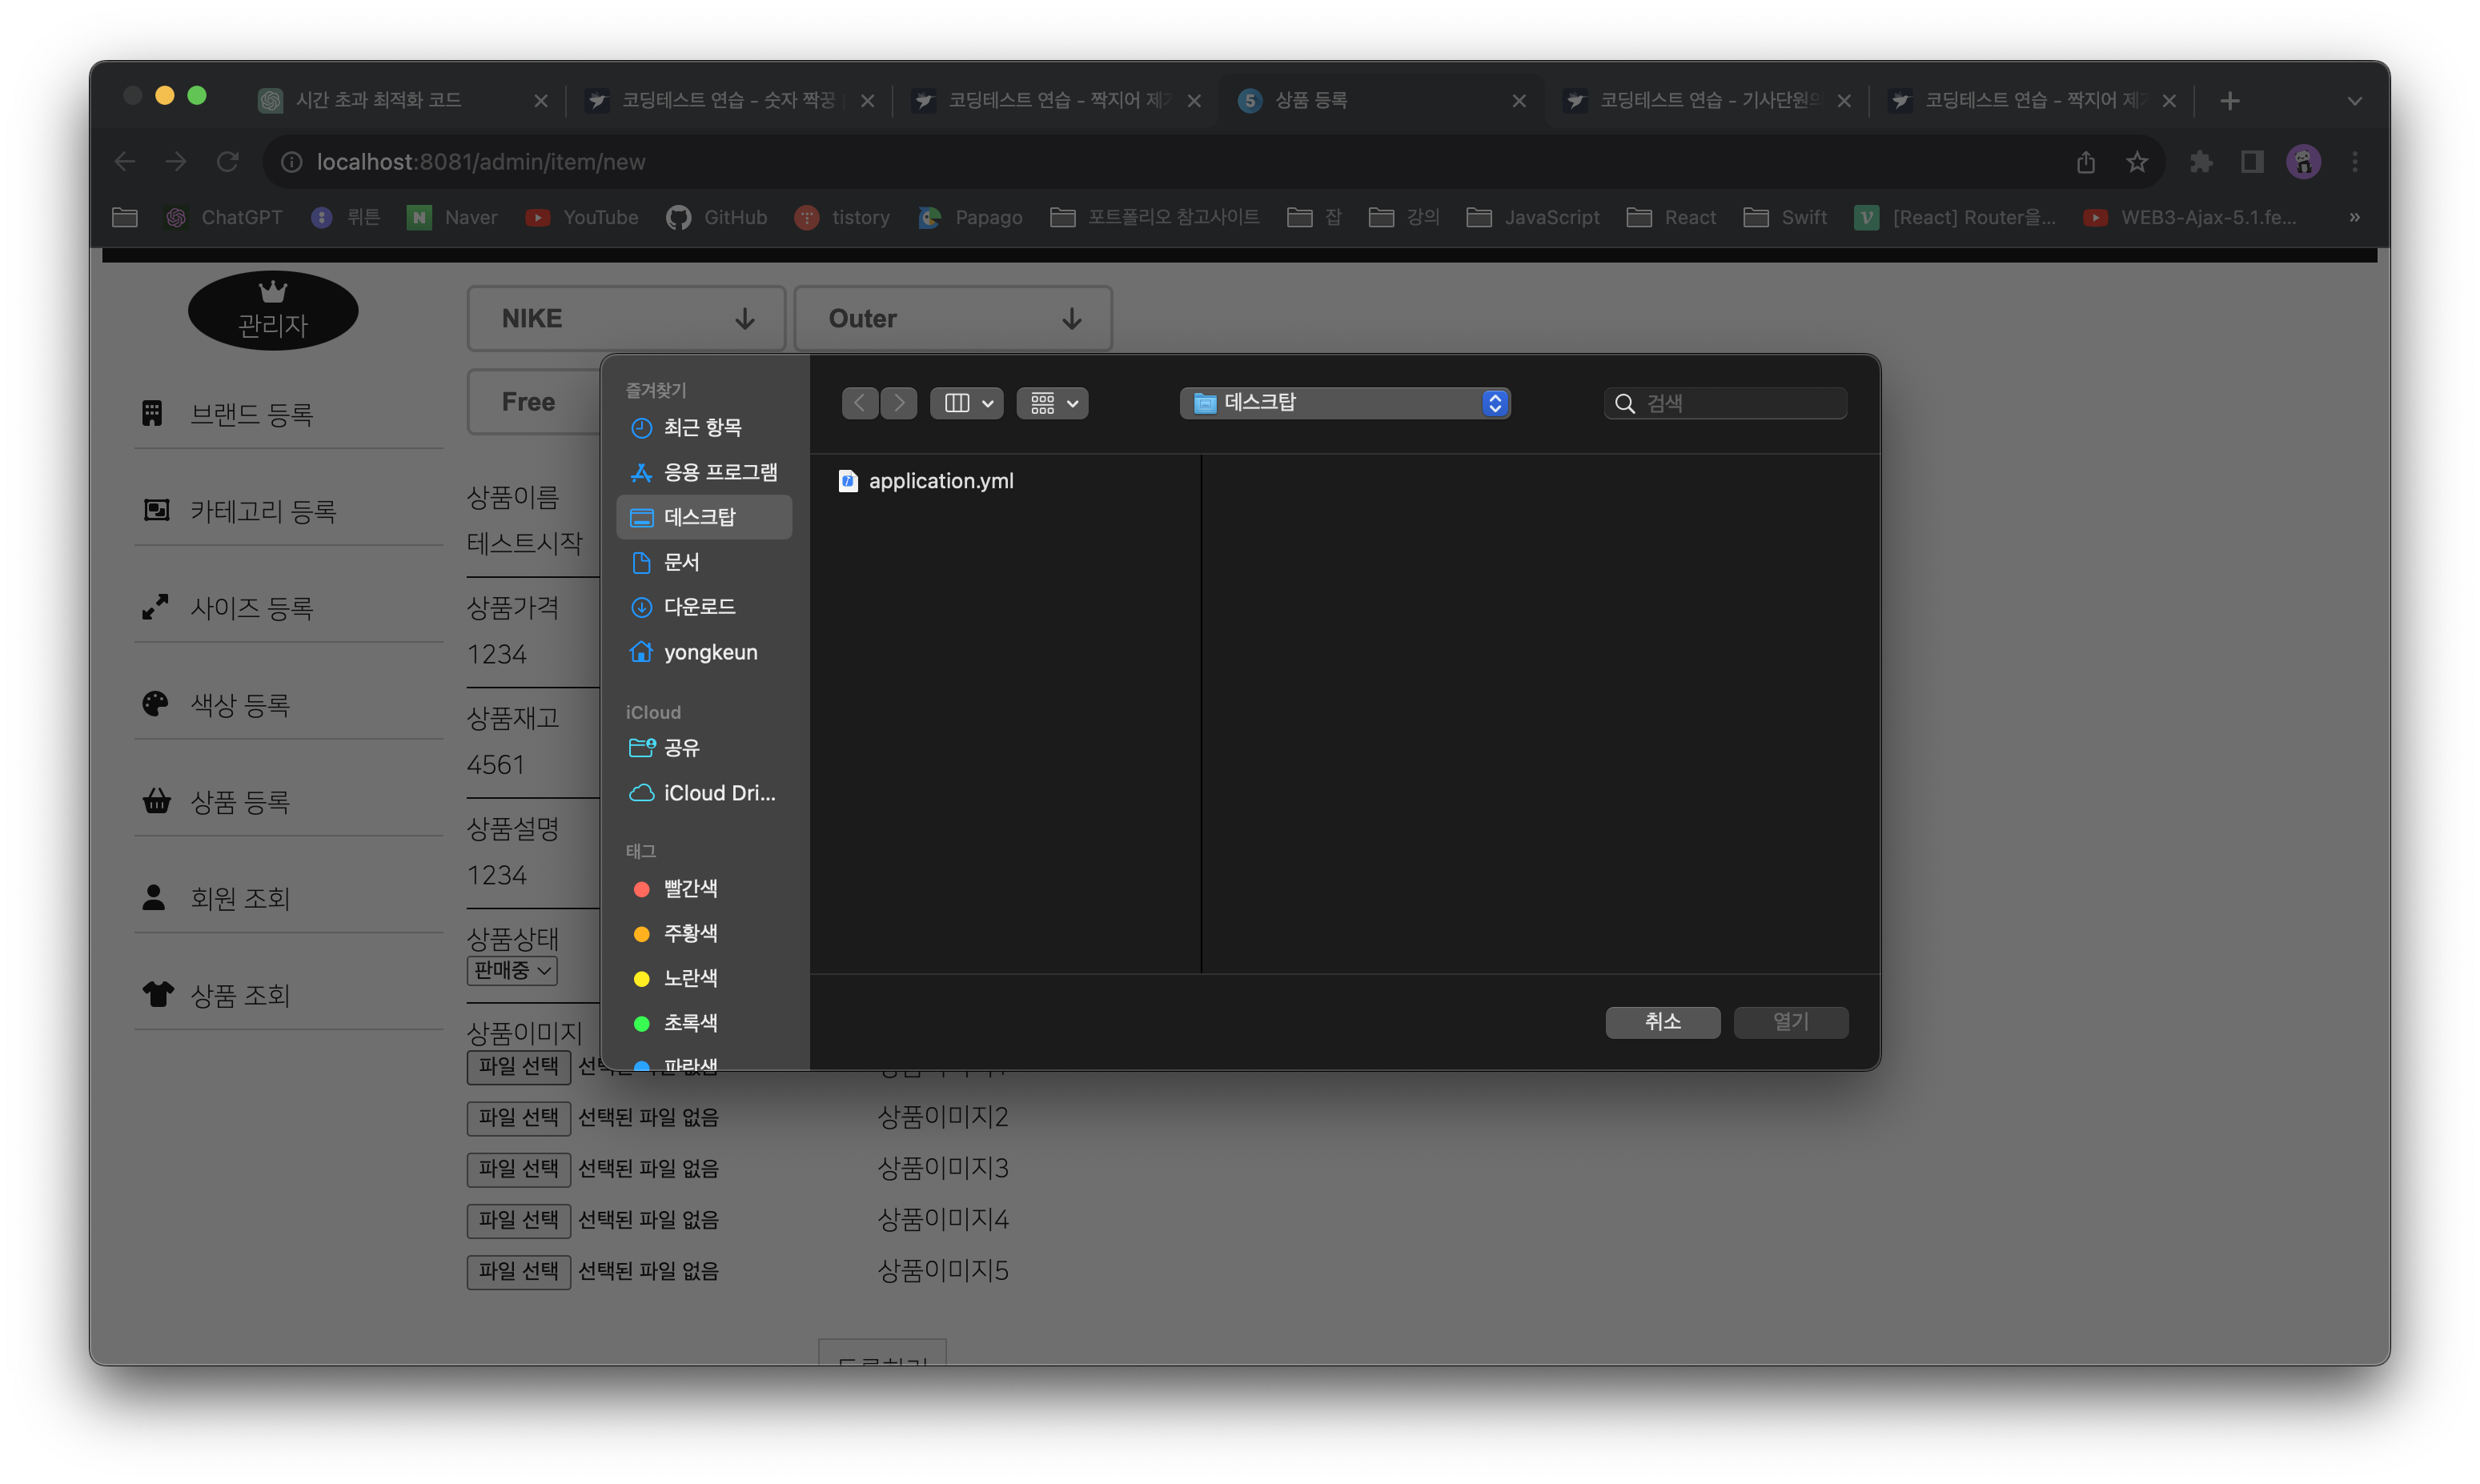 시간 초과 최적화 코드
코딩테스트 연습 - 숫자 짝꿍
코딩테스트 연습 - 짝지어 제거
5 상품 등록
코딩테스트 연습 - 기사단원의
코딩테스트 연습 - 짝지어 제거
localhost:8081/admin/item/new
ChatGPT 뤼튼 N Naver YouTube GitHub tistory Papago 포트폴리오 참고사이트 잡 강의 JavaScript React Swift [React] Router을... WEB3-Ajax-5.1.fe... »
관리자
브랜드 등록
카테고리 등록
사이즈 등록
색상 등록
상품 등록
회원 조회
상품 조회
NIKE
Outer
Free
상품이름
테스트시작
상품가격
1234
상품재고
4561
상품설명
1234
상품상태
판매중
상품이미지
파일 선택 선택된 파일 없음
파일 선택 선택된 파일 없음 상품이미지2
파일 선택 선택된 파일 없음 상품이미지3
파일 선택 선택된 파일 없음 상품이미지4
파일 선택 선택된 파일 없음 상품이미지5
즐겨찾기
최근 항목
응용 프로그램
데스크탑
문서
다운로드
yongkeun
iCloud
공유
iCloud Dri...
태그
빨간색
주황색
노란색
초록색
파란색
데스크탑
검색
application.yml
취소
열기